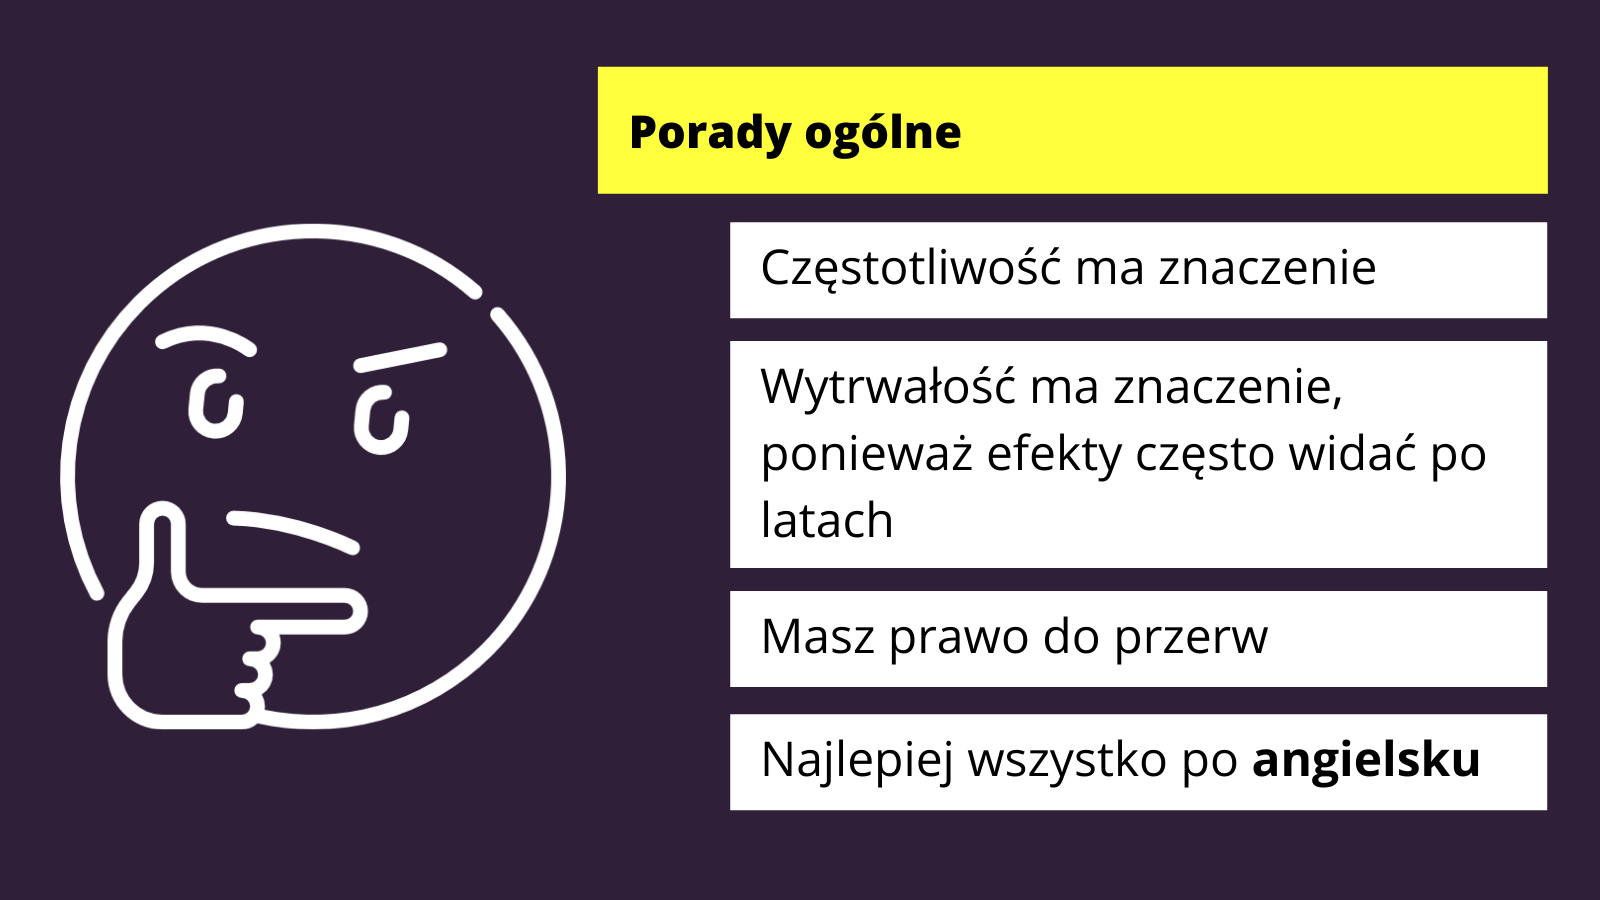 Porady ogólne
Częstotliwość ma znaczenie
Wytrwałość ma znaczenie,
ponieważ efekty często widać po
latach
Masz prawo do przerw
Najlepiej wszystko po angielsku